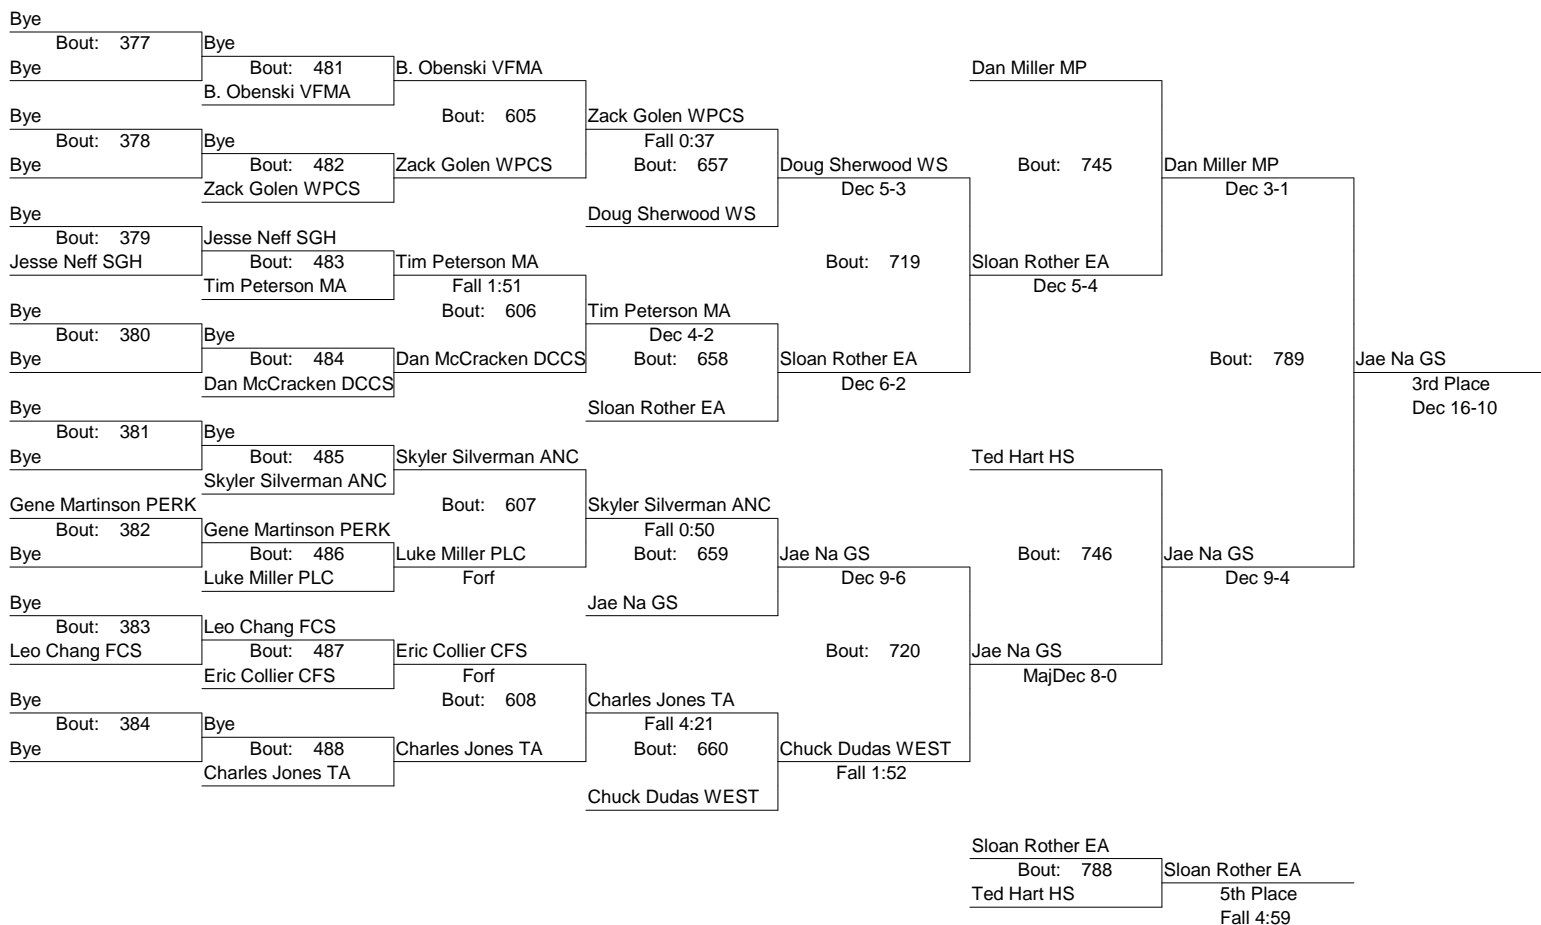 Bye
Bout: 377 Bye
Bye Bout: 481 B. Obenski VFMA Dan Miller MP
B. Obenski VFMA
Bye Bout: 605 Zack Golen WPCS
Bout: 378 Bye Fall 0:37
Bye Bout: 482 Zack Golen WPCS Bout: 657 Doug Sherwood WS Bout: 745 Dan Miller MP
Zack Golen WPCS Dec 5-3 Dec 3-1
Bye Doug Sherwood WS
Bout: 379 Jesse Neff SGH
Jesse Neff SGH Bout: 483 Tim Peterson MA Bout: 719 Sloan Rother EA
Tim Peterson MA Fall 1:51 Dec 5-4
Bye Bout: 606 Tim Peterson MA
Bout: 380 Bye Dec 4-2
Bye Bout: 484 Dan McCracken DCCS Bout: 658 Sloan Rother EA Bout: 789 Jae Na GS
Dan McCracken DCCS Dec 6-2 3rd Place
Bye Sloan Rother EA Dec 16-10
Bout: 381 Bye
Bye Bout: 485 Skyler Silverman ANC Ted Hart HS
Skyler Silverman ANC
Gene Martinson PERK Bout: 607 Skyler Silverman ANC
Bout: 382 Gene Martinson PERK Fall 0:50
Bye Bout: 486 Luke Miller PLC Bout: 659 Jae Na GS Bout: 746 Jae Na GS
Luke Miller PLC Forf Dec 9-6 Dec 9-4
Bye Jae Na GS
Bout: 383 Leo Chang FCS
Leo Chang FCS Bout: 487 Eric Collier CFS Bout: 720 Jae Na GS
Eric Collier CFS Forf MajDec 8-0
Bye Bout: 608 Charles Jones TA
Bout: 384 Bye Fall 4:21
Bye Bout: 488 Charles Jones TA Bout: 660 Chuck Dudas WEST
Charles Jones TA Fall 1:52
Chuck Dudas WEST
Sloan Rother EA
Bout: 788 Sloan Rother EA
Ted Hart HS 5th Place
Fall 4:59